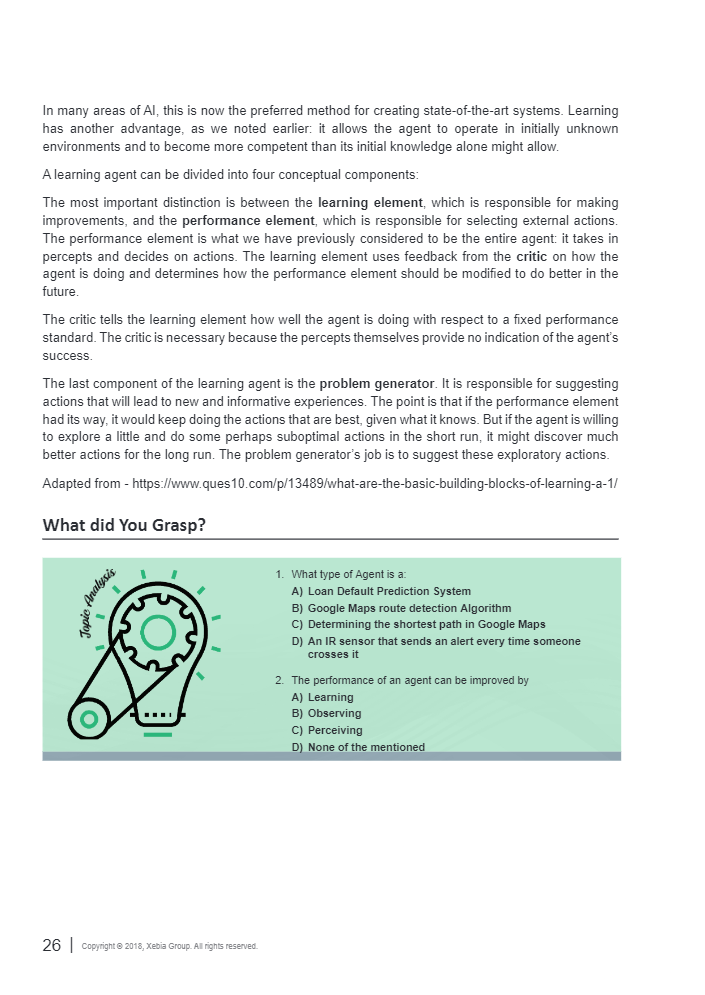 In many areas of AI, this is now the preferred method for creating state-of-the-art systems. Learning
has another advantage, as we noted earlier: it allows the agent to operate in initially unknown
environments and to become more competent than its initial knowledge alone might allow.
A learning agent can be divided into four conceptual components:
The most important distinction is between the learning element, which is responsible for making
improvements, and the performance element, which is responsible for selecting external actions.
The performance element is what we have previously considered to be the entire agent: it takes in
percepts and decides on actions. The learning element uses feedback from the critic on how the
agent is doing and determines how the performance element should be modified to do better in the
future.
The critic tells the learning element how well the agent is doing with respect to a fixed performance
standard. The critic is necessary because the percepts themselves provide no indication of the agent's
success.
The last component of the learning agent is the problem generator. It is responsible for suggesting
actions that will lead to new and informative experiences. The point is that if the performance element
had its way, it would keep doing the actions that are best, given what it knows. But if the agent is willing
to explore a little and do some perhaps suboptimal actions in the short run, it might discover much
better actions for the long run. The problem generator's job is to suggest these exploratory actions.
Adapted from - https://www.ques10.com/p/13489/what-are-the-basic-building-blocks-of-learning-a-1/
What did You Grasp?
Topic Analysis
1. What type of Agent is a:
A) Loan Default Prediction System
B) Google Maps route detection Algorithm
C) Determining the shortest path in Google Maps
D) An IR sensor that sends an alert every time someone
crosses it
2. The performance of an agent can be improved by
A) Learning
B) Observing
C) Perceiving
D) None of the mentioned
26 | Copyright © 2018, Xebia Group. All rights reserved.